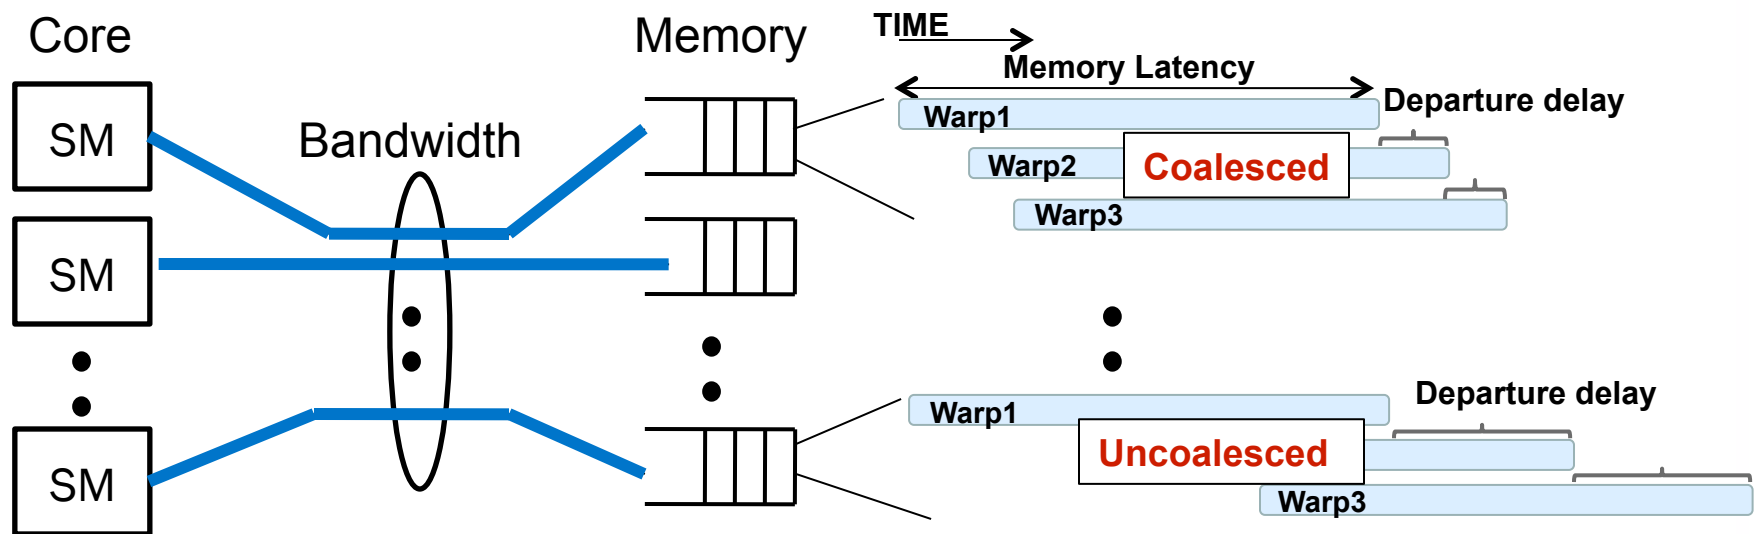 Core
Memory
TIME
Memory Latency
Departure delay
SM
Bandwidth
Warp1
Warp2
Coalesced
Warp3
SM
Departure delay
Warp1
Uncoalesced
SM
Warp3